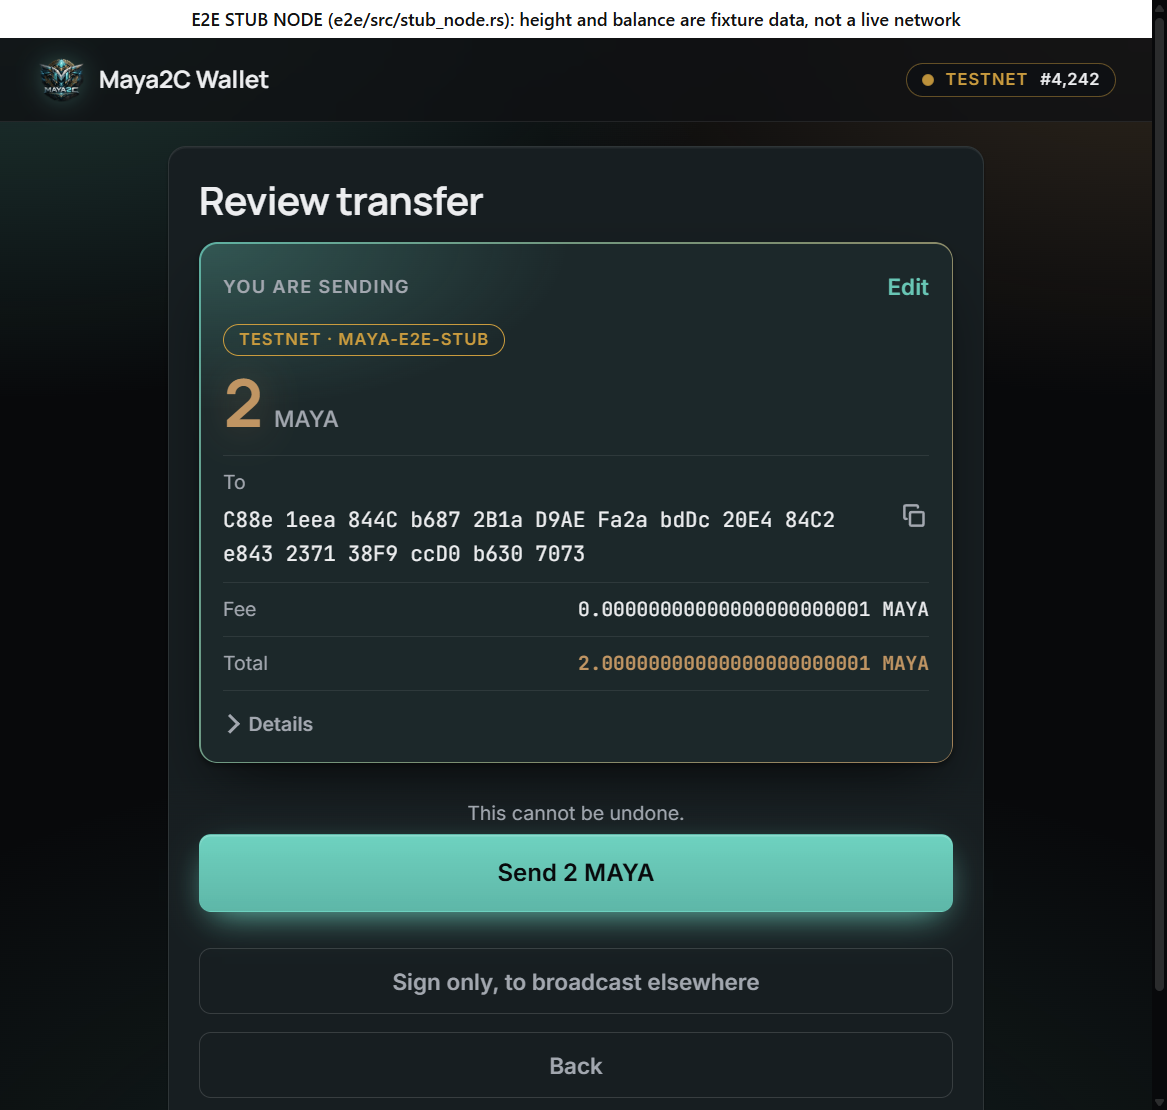 E2E STUB NODE (e2e/src/stub_node.rs): height and balance are fixture data, not a live network
MAYA2C
Maya2C Wallet
TESTNET #4,242
Review transfer
YOU ARE SENDING
Edit
TESTNET · MAYA-E2E-STUB
2 MAYA
To
C88e 1eea 844C b687 2B1a D9AE Fa2a bdDc 20E4 84C2
e843 2371 38F9 ccD0 b630 7073
Fee 0.000000000000000000000001 MAYA
Total 2.000000000000000000000001 MAYA
Details
This cannot be undone.
Send 2 MAYA
Sign only, to broadcast elsewhere
Back